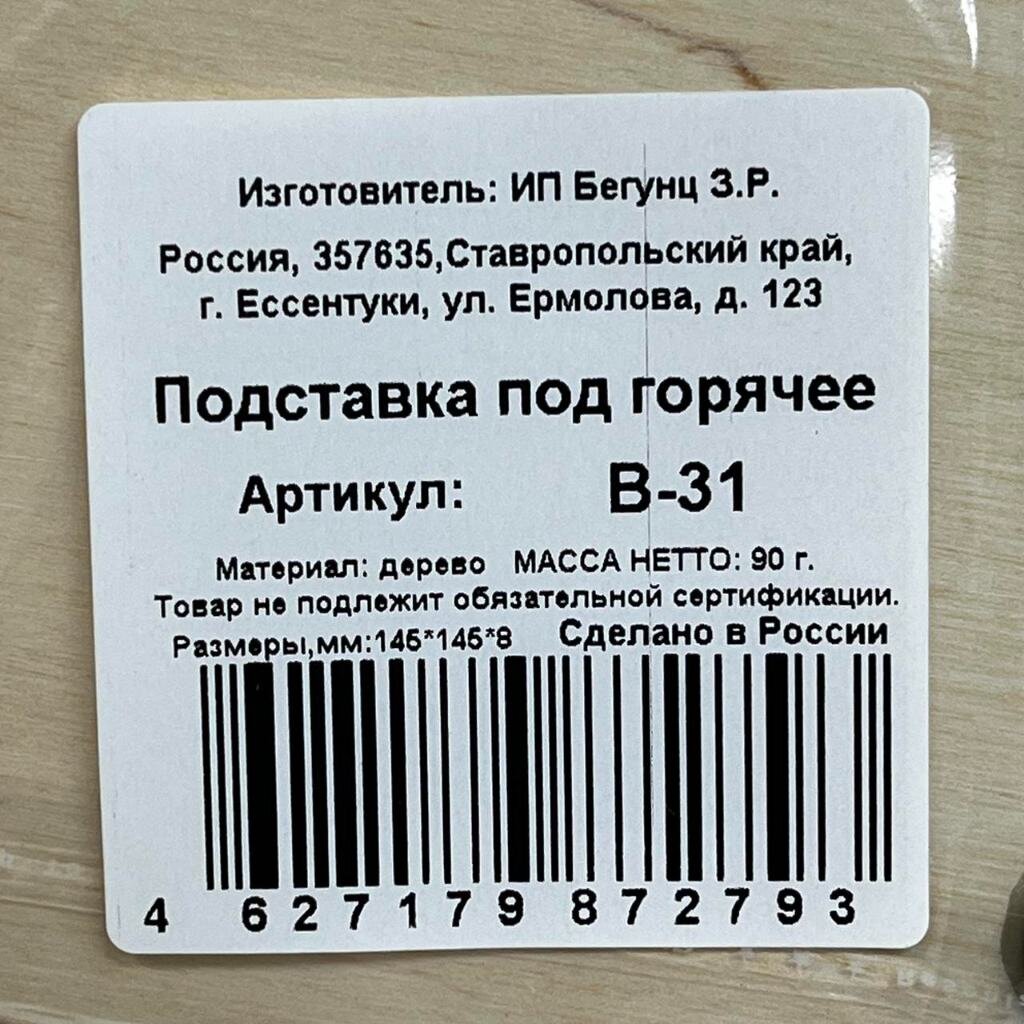 Изготовитель: ИП Бегунц З.Р.
Россия, 357635,Ставропольский край,
г. Ессентуки, ул. Ермолова, д. 123
Подставка под горячее
Артикул: В-31
Материал: дерево МАССА НЕТТО: 90 г.
Товар не подлежит обязательной сертификации.
Размеры,мм:145*145*8 Сделано в России
4 627179 872793